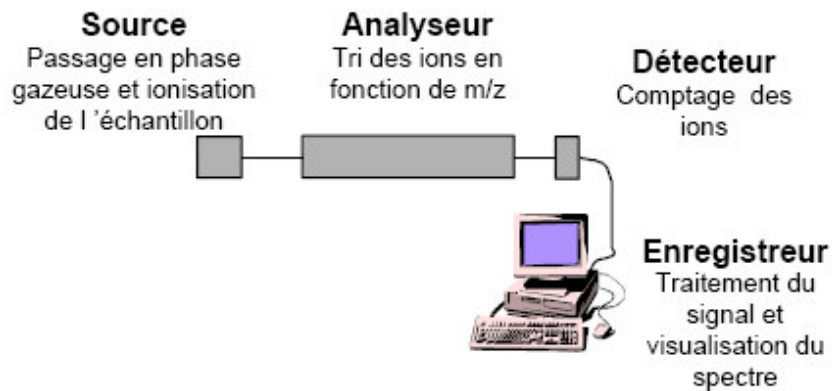 Source
Passage en phase
gazeuse et ionisation
de l 'échantillon
Analyseur
Tri des ions en
fonction de m/z
Détecteur
Comptage des
ions
Enregistreur
Traitement du
signal et
visualisation du
spectre